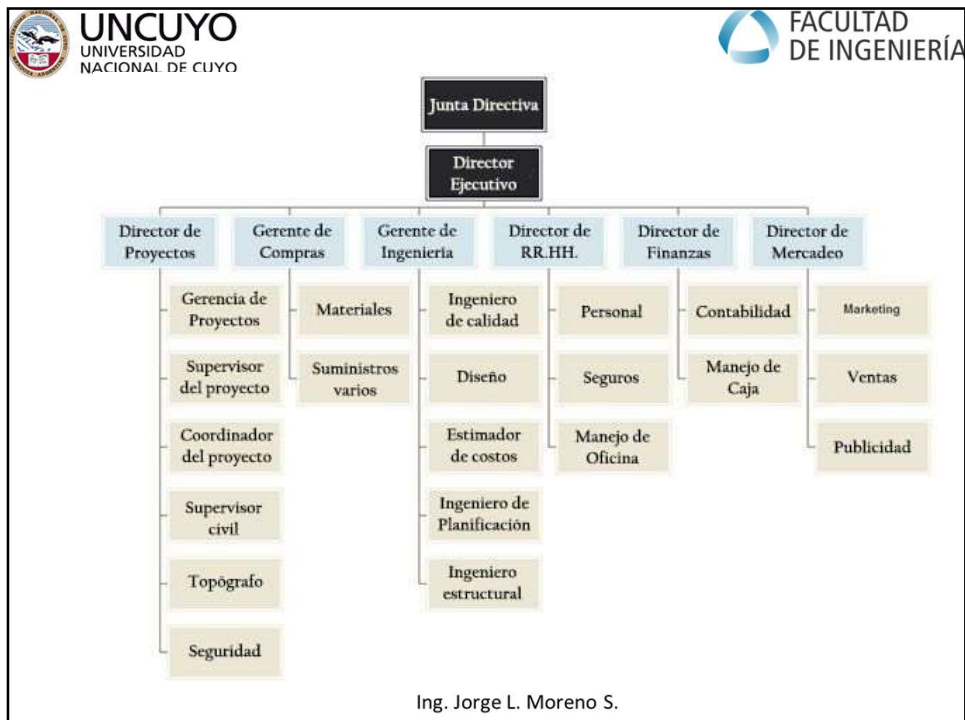 UNCUYO
UNIVERSIDAD
NACIONAL DE CUYO
FACULTAD
DE INGENIERÍA
Junta Directiva
Director
Ejecutivo
Director de
Proyectos
Gerente de
Compras
Gerente de
Ingeniería
Director de
RR.HH.
Director de
Finanzas
Director de
Mercadeo
Gerencia de
Proyectos
Supervisor
del proyecto
Coordinador
del proyecto
Supervisor
civil
Topógrafo
Seguridad
Materiales
Suministros
varios
Ingeniero
de calidad
Diseño
Estimador
de costos
Ingeniero de
Planificación
Ingeniero
estructural
Personal
Seguros
Manejo de
Oficina
Contabilidad
Manejo de
Caja
Marketing
Ventas
Publicidad
Ing. Jorge L. Moreno S.